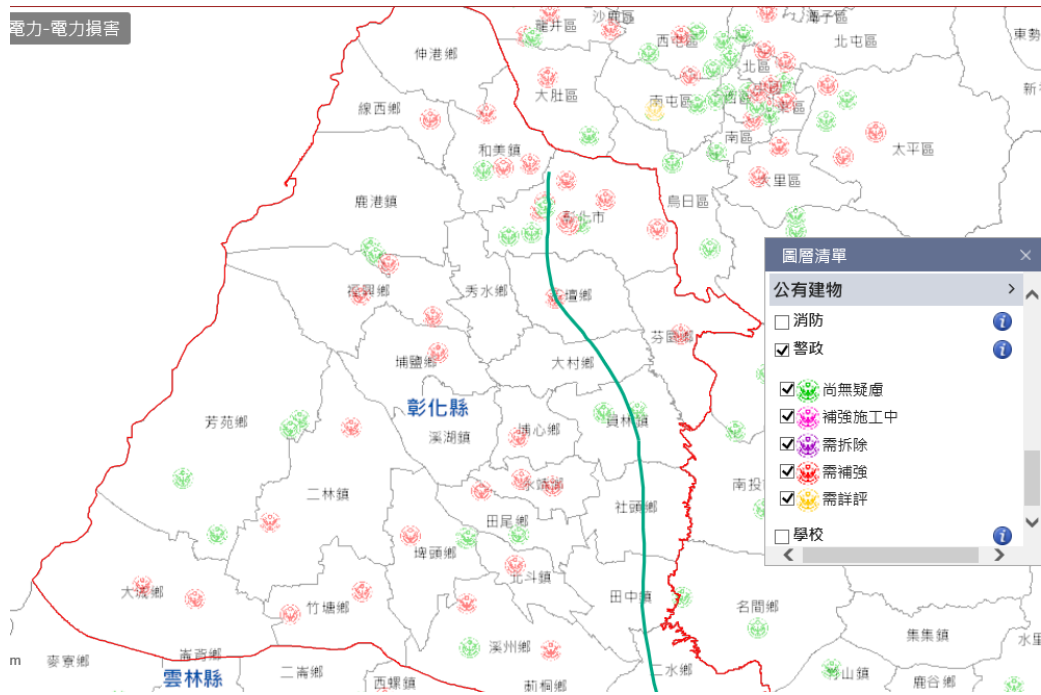 電力-電力損害
沙鹿區
龍井區
潭子區
東勢
伸港鄉
西屯區
北屯區
北區
大肚區
新
線西鄉
南屯區
西區
東區
南區
太平區
和美鎮
大里區
鹿港鎮
烏日區
彰化市
圖層清單
公有建物
消防
警政
尚無疑慮
補強施工中
需拆除
需補強
需詳評
學校
福興鄉
秀水鄉
花壇鄉
芬園鄉
埔鹽鄉
大村鄉
彰化縣
芳苑鄉
溪湖鎮
埔心鄉
員林鎮
二林鎮
永靖鄉
社頭鄉
南投
田尾鄉
埤頭鄉
北斗鎮
大城鄉
竹塘鄉
田中鎮
名間鄉
)
集集鎮
水里
溪州鄉
m
麥寮鄉
崙背鄉
二水鄉
雲林縣
二崙鄉
西螺鎮
莿桐鄉
竹山鎮
鹿谷鄉